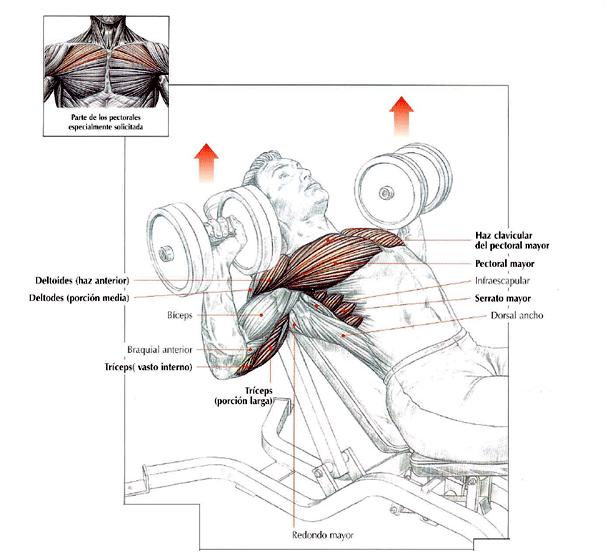 Parte de los pectorales
especialmente solicitada
Haz clavicular
del pectoral mayor
Pectoral mayor
Infraescapular
Serrato mayor
Dorsal ancho
Deltoides (haz anterior)
Deltodes (porción media)
Bíceps
Braquial anterior
Tríceps( vasto interno)
Tríceps
(porción larga)
Redondo mayor